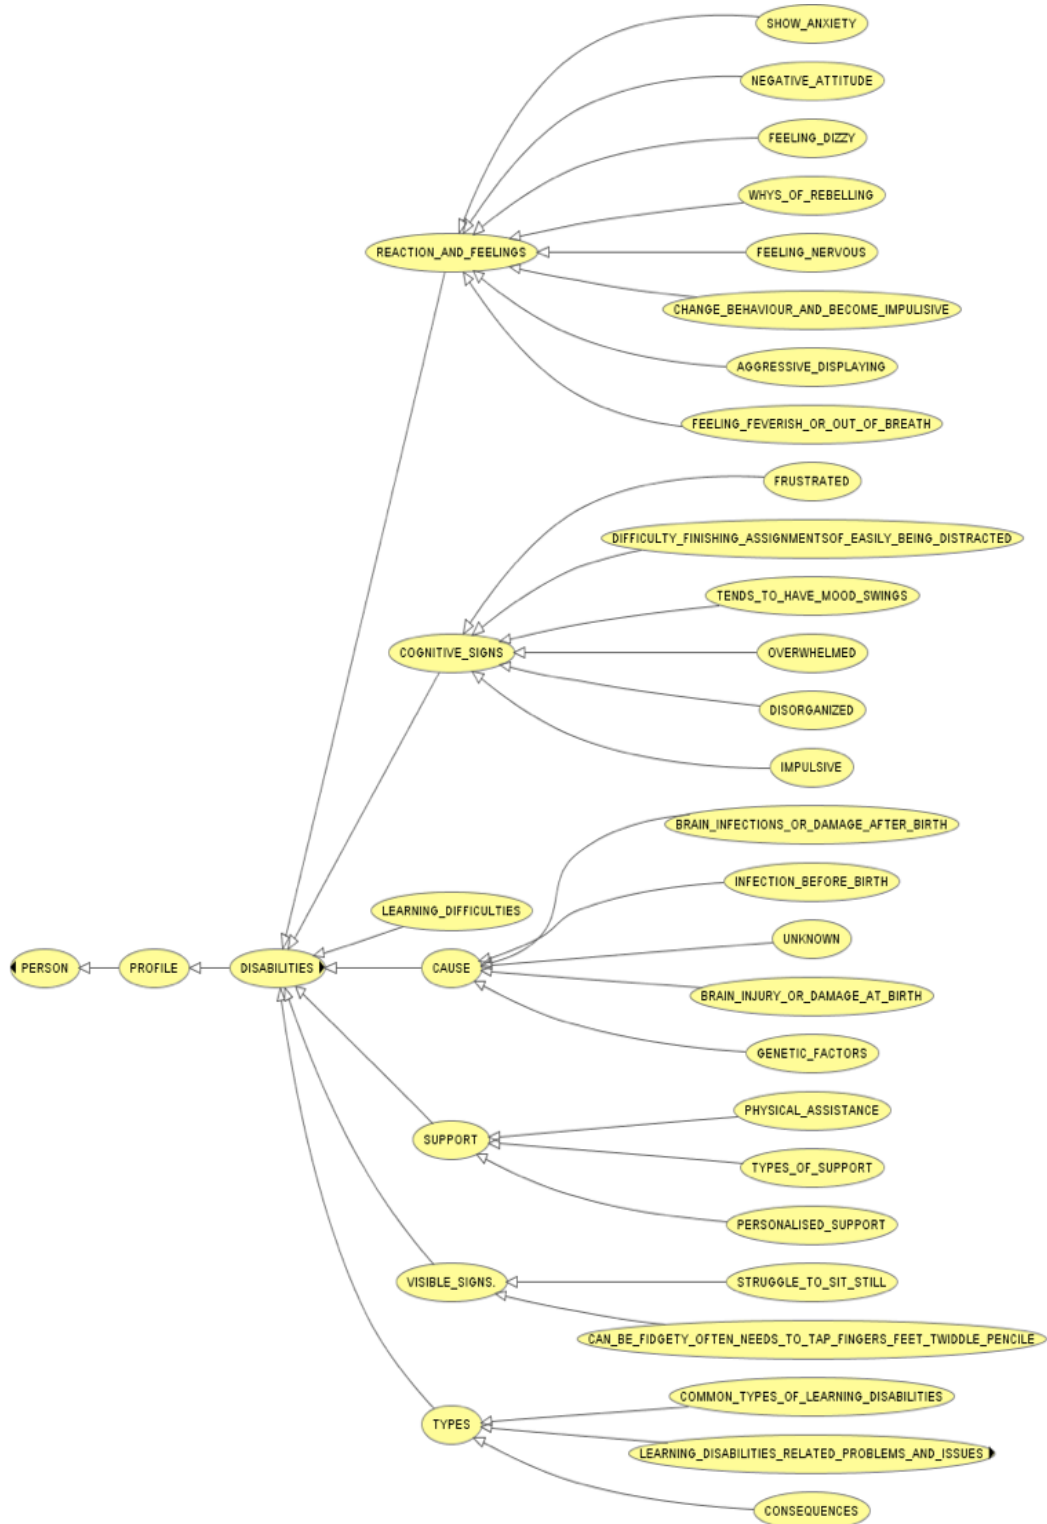 SHOW_ANXIETY
NEGATIVE_ATTITUDE
FEELING_DIZZY
WHYS_OF_REBELLING
REACTION_AND_FEELINGS
FEELING_NERVOUS
CHANGE_BEHAVIOUR_AND_BECOME_IMPULISIVE
AGGRESSIVE_DISPLAYING
FEELING_FEVERISH_OR_OUT_OF_BREATH
FRUSTRATED
DIFFICULTY_FINISHING_ASSIGNMENTSOF_EASILY_BEING_DISTRACTED
TENDS_TO_HAVE_MOOD_SWINGS
COGNITIVE_SIGNS
OVERWHELMED
DISORGANIZED
IMPULSIVE
BRAIN_INFECTIONS_OR_DAMAGE_AFTER_BIRTH
INFECTION_BEFORE_BIRTH
LEARNING_DIFFICULTIES
UNKNOWN
PERSON
PROFILE
DISABILITIES
CAUSE
BRAIN_INJURY_OR_DAMAGE_AT_BIRTH
GENETIC_FACTORS
PHYSICAL_ASSISTANCE
SUPPORT
TYPES_OF_SUPPORT
PERSONALISED_SUPPORT
VISIBLE_SIGNS.
STRUGGLE_TO_SIT_STILL
CAN_BE_FIDGETY_OFTEN_NEEDS_TO_TAP_FINGERS_FEET_TWIDDLE_PENCILE
COMMON_TYPES_OF_LEARNING_DISABILITIES
TYPES
LEARNING_DISABILITIES_RELATED_PROBLEMS_AND_ISSUES
CONSEQUENCES